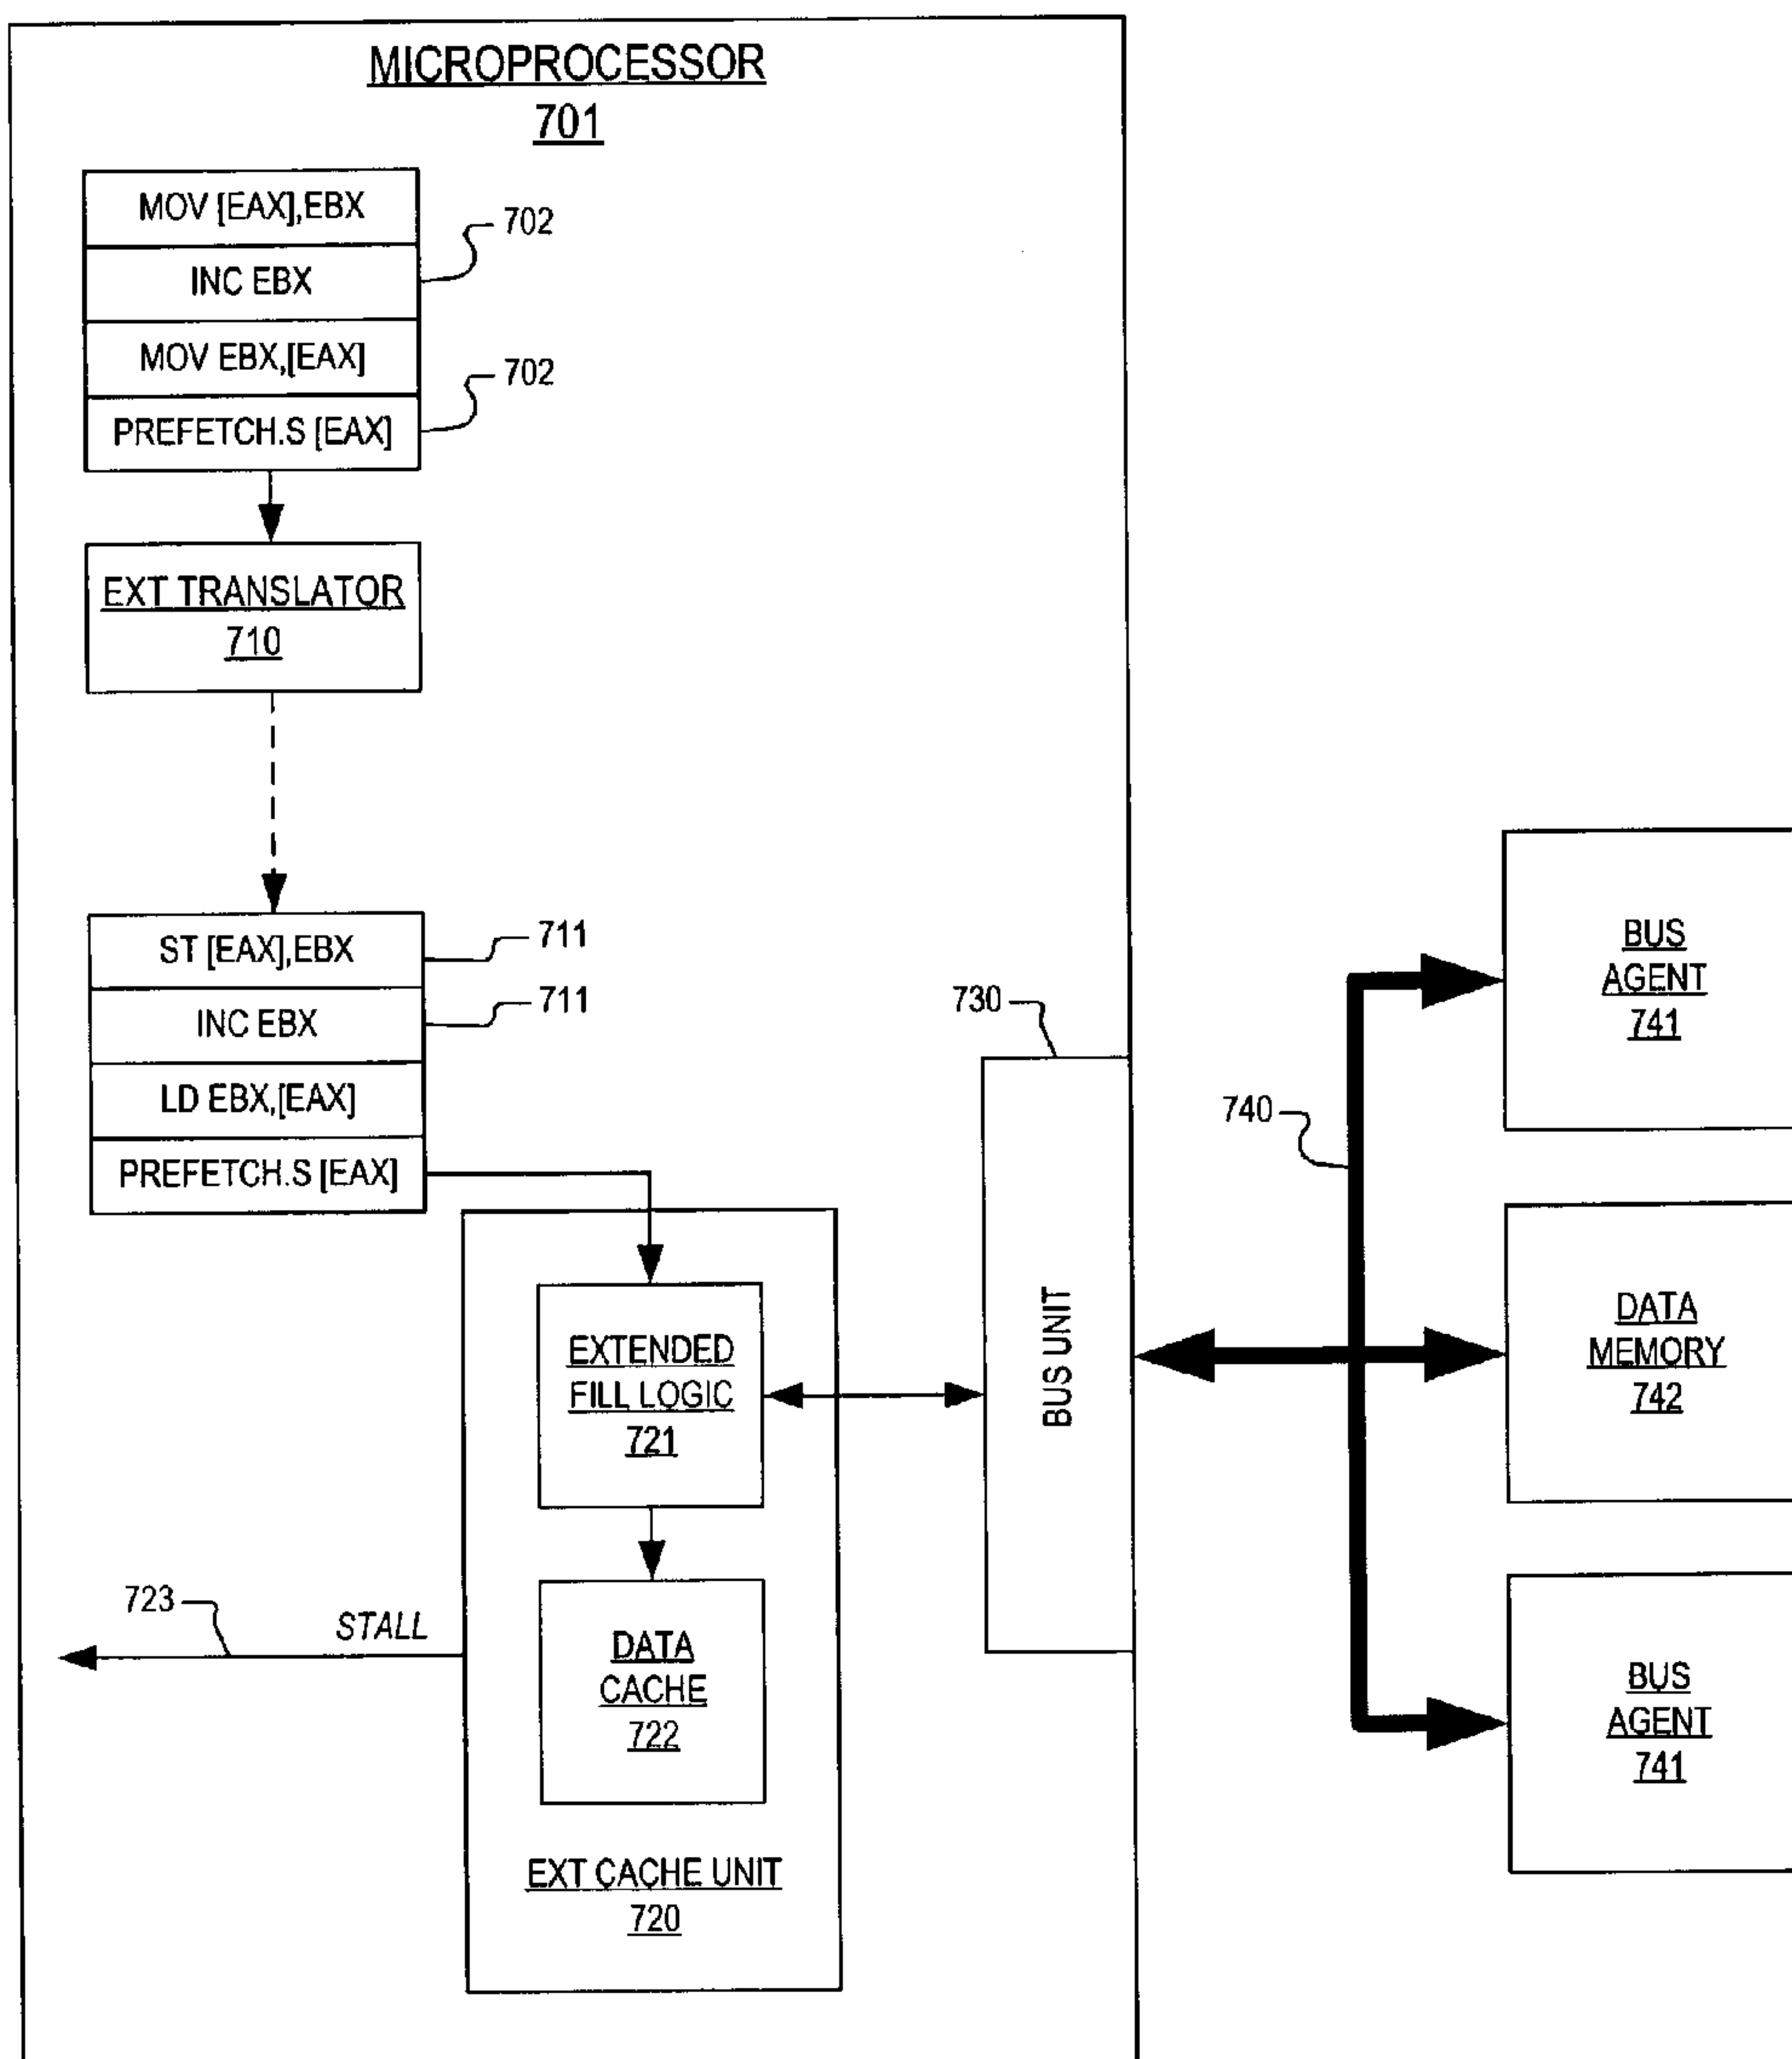 MICROPROCESSOR
701
MOV [EAX],EBX
702
INC EBX
MOV EBX,[EAX]
702
PREFETCH.S [EAX]
EXT TRANSLATOR
710
ST [EAX],EBX
711
INC EBX
711
LD EBX,[EAX]
PREFETCH.S [EAX]
EXTENDED
FILL LOGIC
721
DATA
CACHE
722
EXT CACHE UNIT
720
723
STALL
730
BUS UNIT
740
BUS
AGENT
741
DATA
MEMORY
742
BUS
AGENT
741